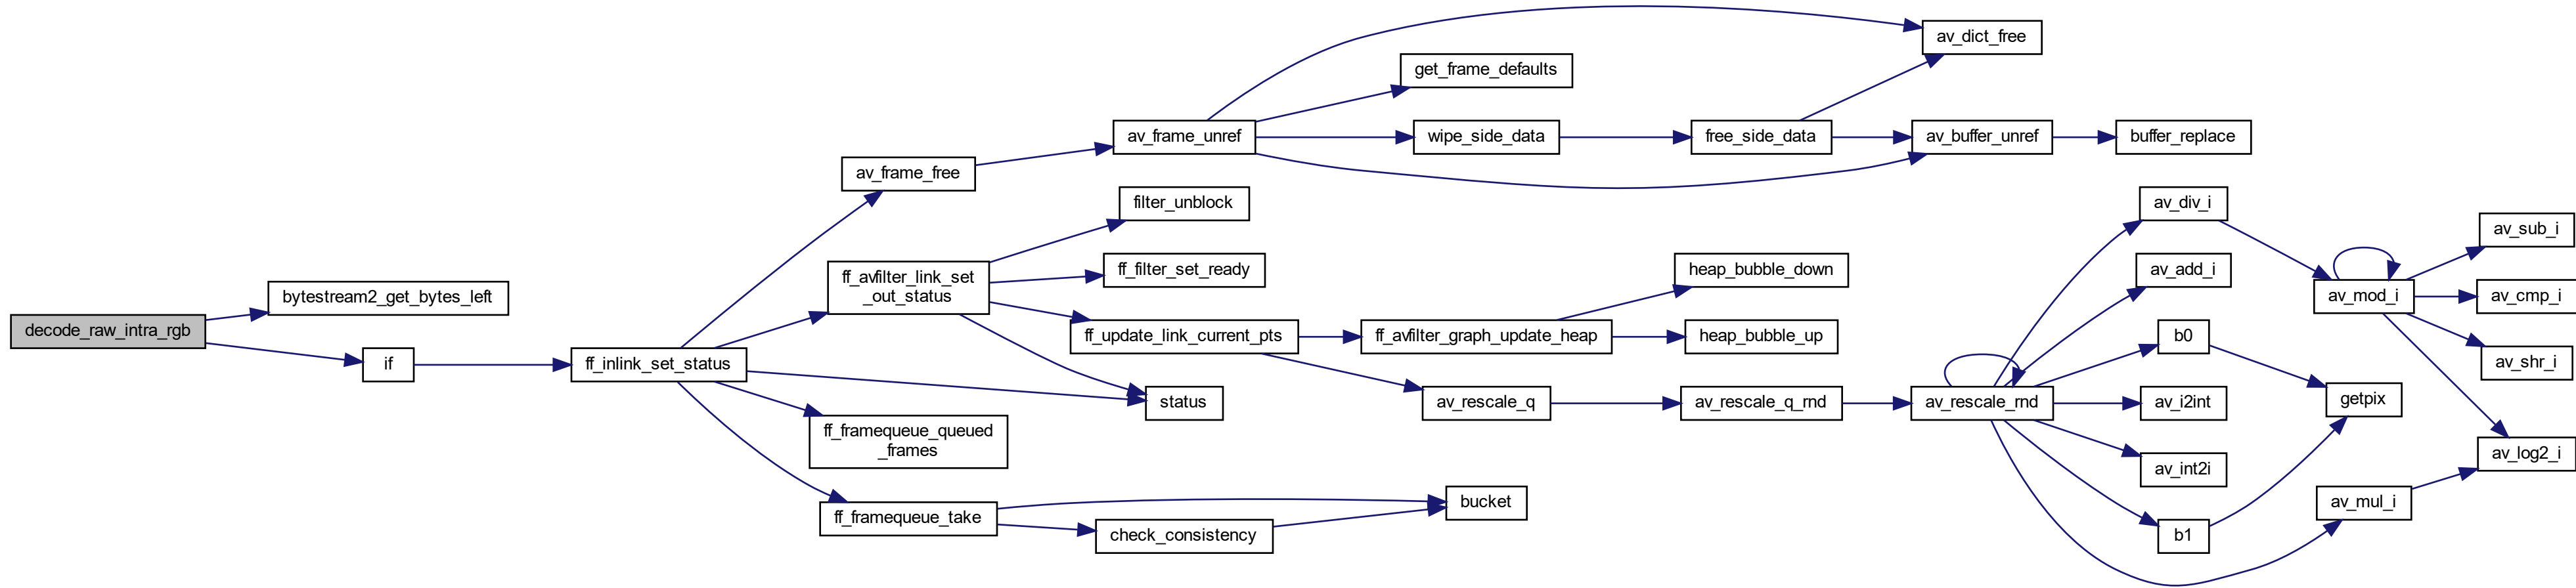 decode_raw_intra_rgb
bytestream2_get_bytes_left
if
ff_inlink_set_status
av_frame_free
av_frame_unref
av_dict_free
get_frame_defaults
wipe_side_data
free_side_data
av_buffer_unref
buffer_replace
ff_avfilter_link_set
_out_status
filter_unblock
ff_filter_set_ready
ff_update_link_current_pts
status
ff_avfilter_graph_update_heap
heap_bubble_down
heap_bubble_up
av_rescale_q
av_rescale_q_rnd
av_rescale_rnd
av_div_i
av_add_i
b0
av_i2int
av_int2i
b1
av_mod_i
getpix
av_mul_i
av_sub_i
av_cmp_i
av_shr_i
av_log2_i
ff_framequeue_queued
_frames
ff_framequeue_take
check_consistency
bucket